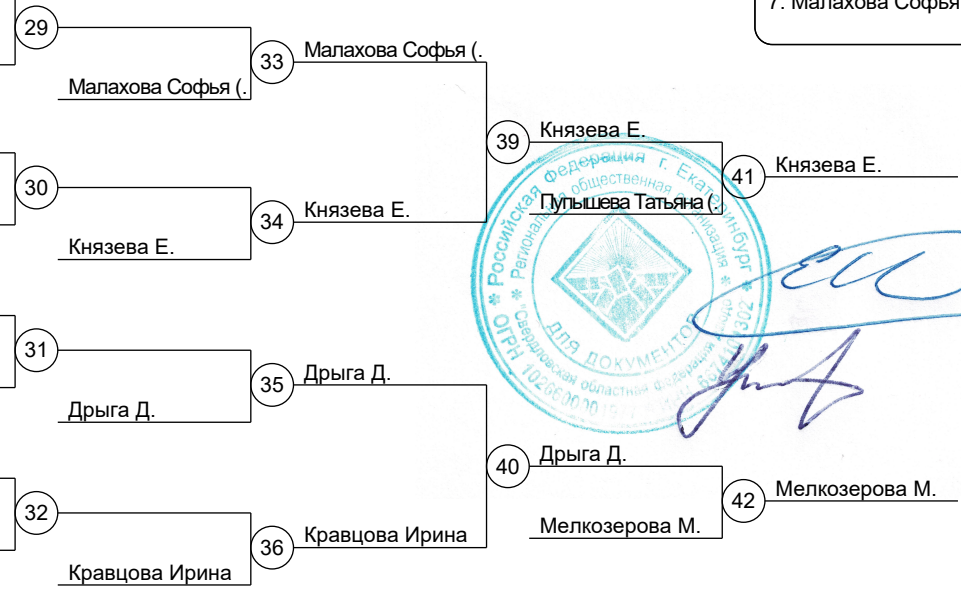 7. Малахова Софья
29
33
Малахова Софья (.
Малахова Софья (.
39
Князева Е.
30
41
Князева Е.
34
Князева Е.
Пупышева Татьяна (.
Князева Е.
31
35
Дрыга Д.
Дрыга Д.
40
Дрыга Д.
32
42
Мелкозерова М.
36
Кравцова Ирина
Мелкозерова М.
Кравцова Ирина
Российская Федерация г. Екатеринбург
Региональная общественная организация
"Свердловская областная федерация
ДЛЯ ДОКУМЕНТОВ
ОГРН